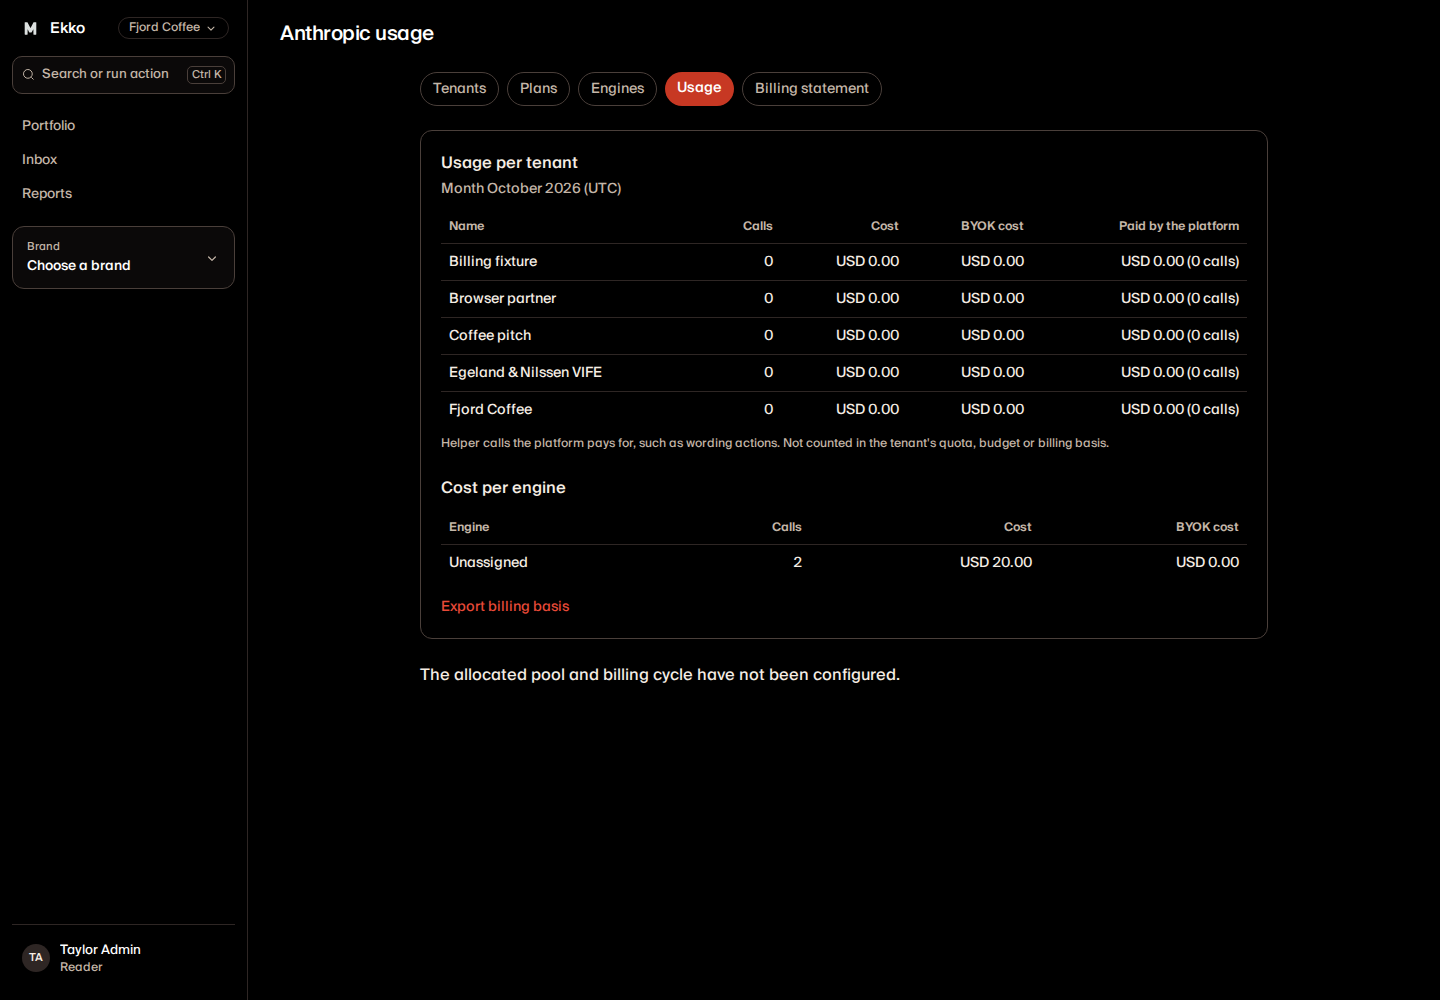 Ekko
Fjord Coffee
Search or run action
Ctrl K
Portfolio
Inbox
Reports
Brand
Choose a brand
TA
Taylor Admin
Reader
Anthropic usage
Tenants
Plans
Engines
Usage
Billing statement
Usage per tenant
Month October 2026 (UTC)
Name Calls Cost BYOK cost Paid by the platform
Billing fixture 0 USD 0.00 USD 0.00 USD 0.00 (0 calls)
Browser partner 0 USD 0.00 USD 0.00 USD 0.00 (0 calls)
Coffee pitch 0 USD 0.00 USD 0.00 USD 0.00 (0 calls)
Egeland & Nilssen VIFE 0 USD 0.00 USD 0.00 USD 0.00 (0 calls)
Fjord Coffee 0 USD 0.00 USD 0.00 USD 0.00 (0 calls)
Helper calls the platform pays for, such as wording actions. Not counted in the tenant's quota, budget or billing basis.
Cost per engine
Engine Calls Cost BYOK cost
Unassigned 2 USD 20.00 USD 0.00
Export billing basis
The allocated pool and billing cycle have not been configured.